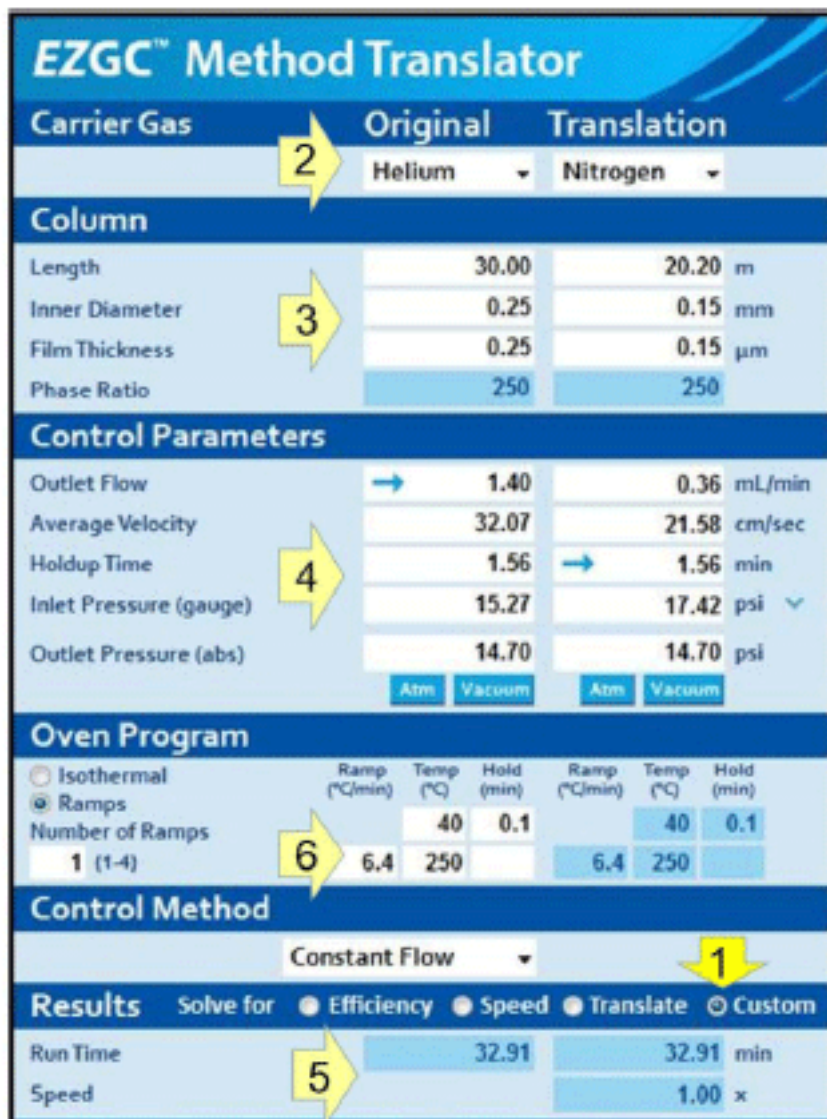 EZGC™ Method Translator
Carrier Gas Original Translation
2 Helium Nitrogen
Column
Length 30.00 20.20 m
Inner Diameter 0.25 0.15 mm
3
Film Thickness 0.25 0.15 µm
Phase Ratio 250 250
Control Parameters
Outlet Flow 1.40 0.36 mL/min
Average Velocity 32.07 21.58 cm/sec
Holdup Time 4 1.56 1.56 min
Inlet Pressure (gauge) 15.27 17.42 psi
Outlet Pressure (abs) 14.70 14.70 psi
Atm Vacuum Atm Vacuum
Oven Program
Isothermal Ramp Temp Hold Ramp Temp Hold
(°C/min) (°C) (min) (°C/min) (°C) (min)
Ramps
Number of Ramps 40 0.1 40 0.1
1 (1-4) 6 6.4 250 6.4 250
Control Method
Constant Flow 1
Results Solve for Efficiency Speed Translate Custom
Run Time 32.91 32.91 min
5
Speed 1.00 x